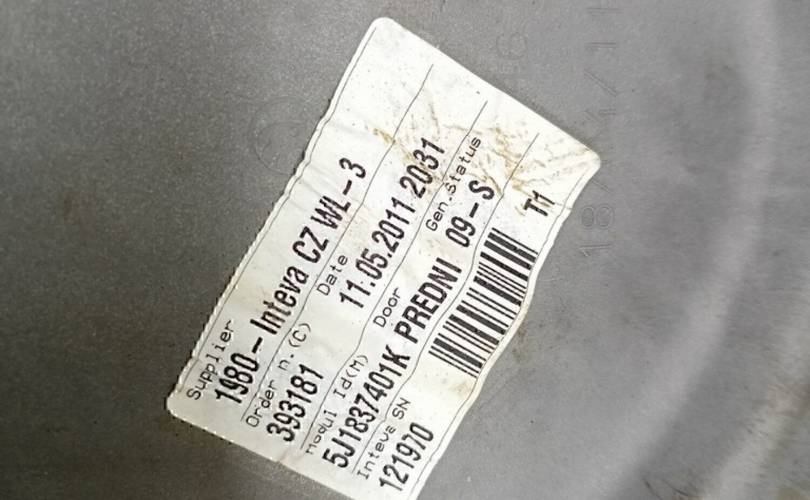 Supplier
1980 - Inteva CZ WL - 3
Order n.(C) Date
393181 11.05.2011 2031
Modul Id(M) Door Gen.Status
5J1837401K PREDNI 09 - S
Inteva SN
121970 T1